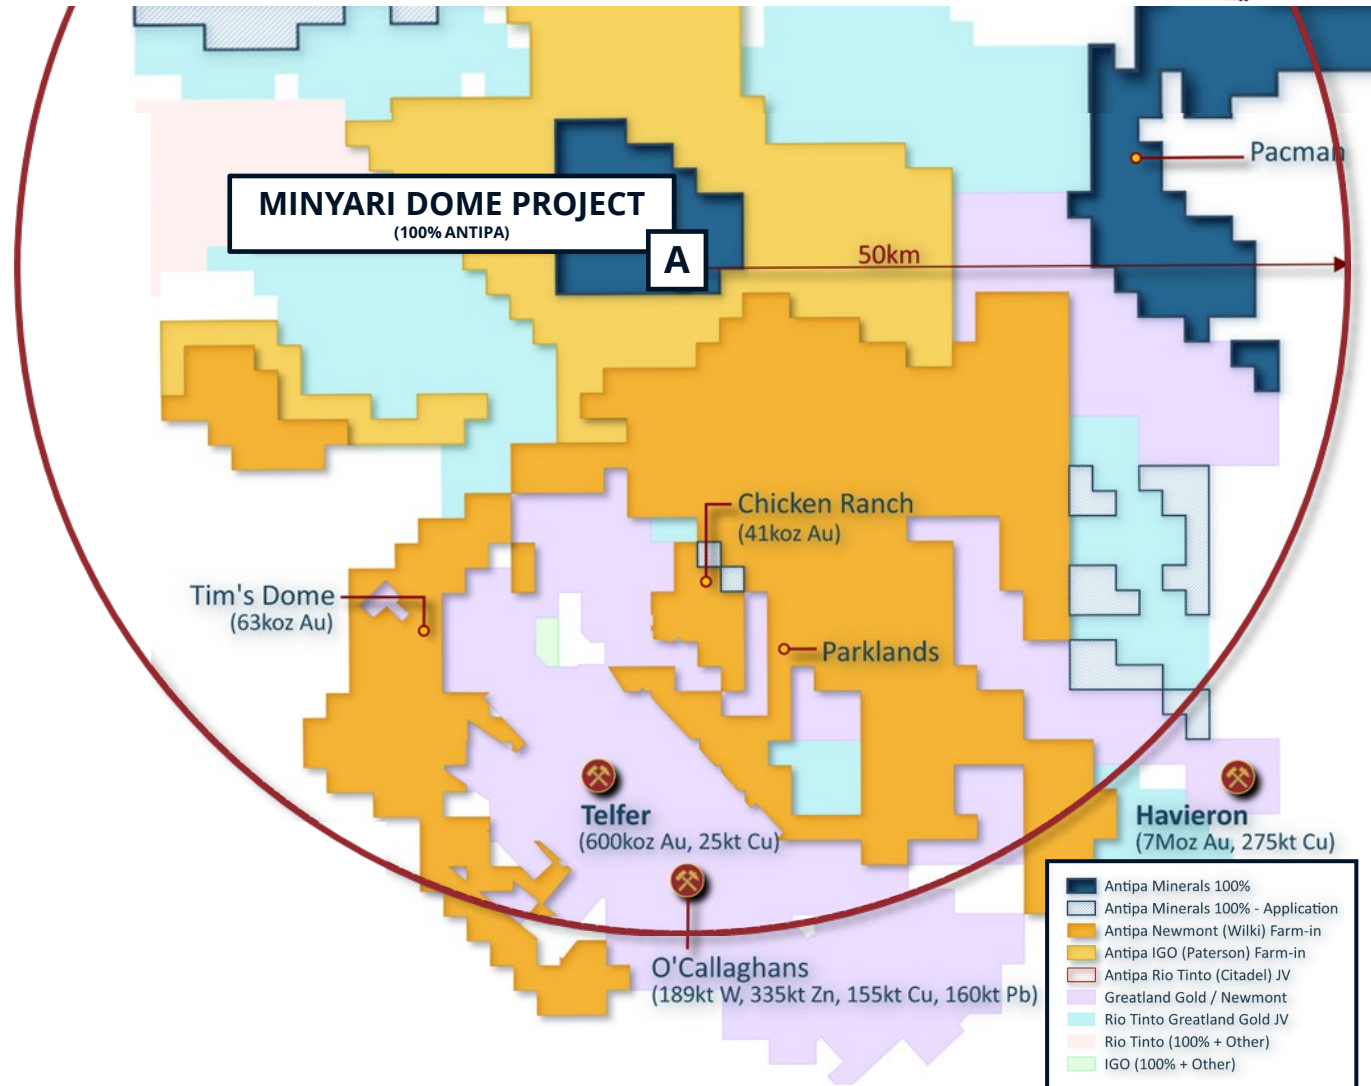 Pacman
MINYARI DOME PROJECT
(100% ANTIPA)
A
50km
Chicken Ranch
(41koz Au)
Tim's Dome
(63koz Au)
Parklands
Telfer
(600koz Au, 25kt Cu)
Havieron
(7Moz Au, 275kt Cu)
O'Callaghans
(189kt W, 335kt Zn, 155kt Cu, 160kt Pb)
Antipa Minerals 100%
Antipa Minerals 100% - Application
Antipa Newmont (Wilki) Farm-in
Antipa IGO (Paterson) Farm-in
Antipa Rio Tinto (Citadel) JV
Greatland Gold / Newmont
Rio Tinto Greatland Gold JV
Rio Tinto (100% + Other)
IGO (100% + Other)